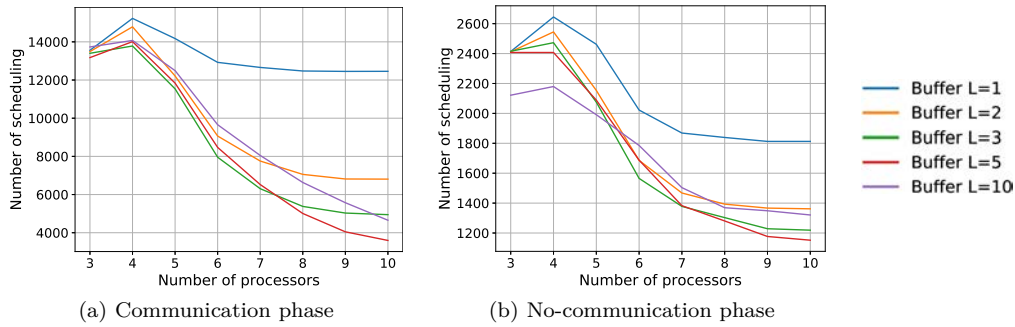 14000
12000
10000
8000
6000
4000
Number of scheduling
3 4 5 6 7 8 9 10
Number of processors
(a) Communication phase
2600
2400
2200
2000
1800
1600
1400
1200
Number of scheduling
3 4 5 6 7 8 9 10
Number of processors
(b) No-communication phase
Buffer L=1
Buffer L=2
Buffer L=3
Buffer L=5
Buffer L=10